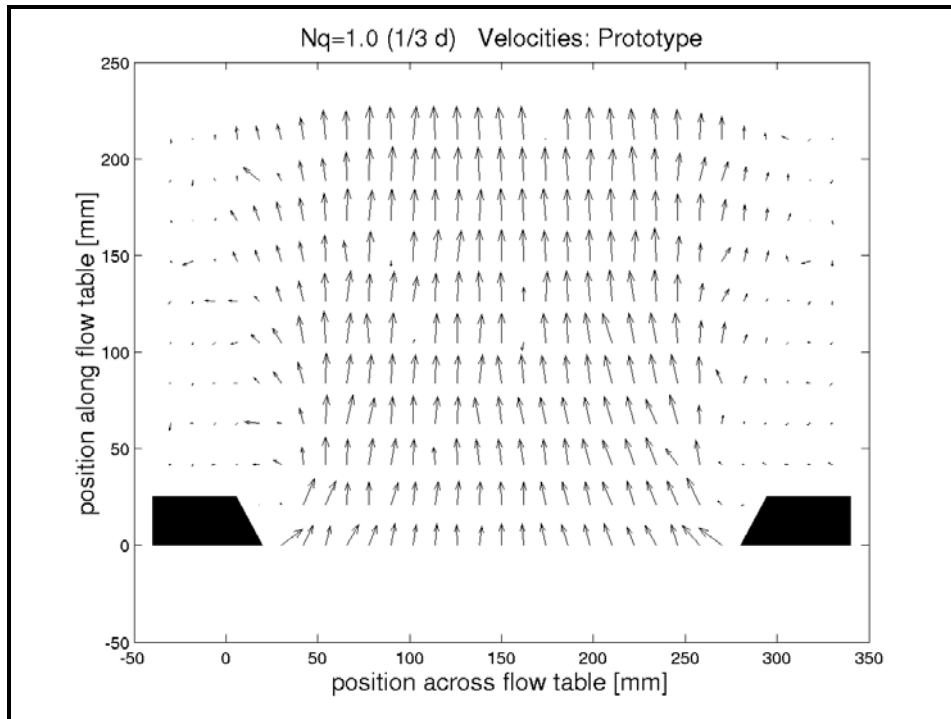 Nq=1.0 (1/3 d) Velocities: Prototype
250
200
150
100
50
0
-50
position along flow table [mm]
-50 0 50 100 150 200 250 300 350
position across flow table [mm]